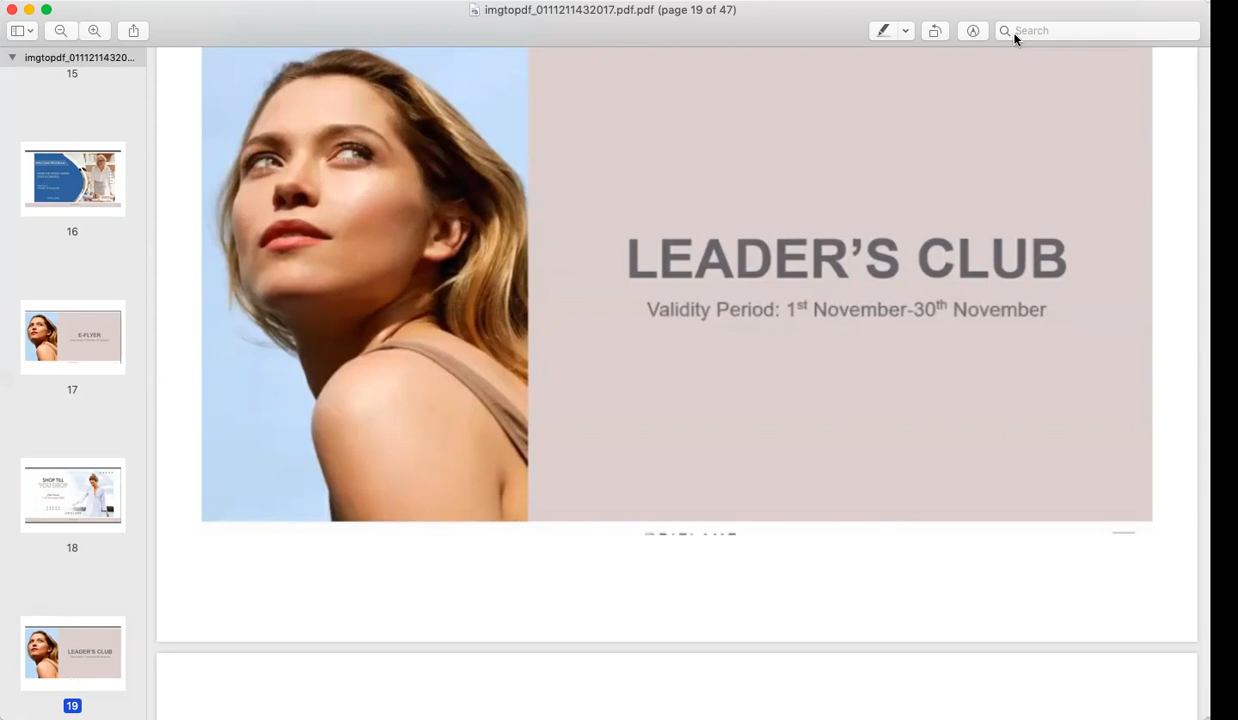 imgtopdf_0111211432017.pdf.pdf (page 19 of 47)
Search
imgtopdf_01112114320...
15
16
E-FLYER
17
SHOP TILL
YOU DROP
18
LEADER'S CLUB
19
LEADER’S CLUB
Validity Period: 1st November-30th November